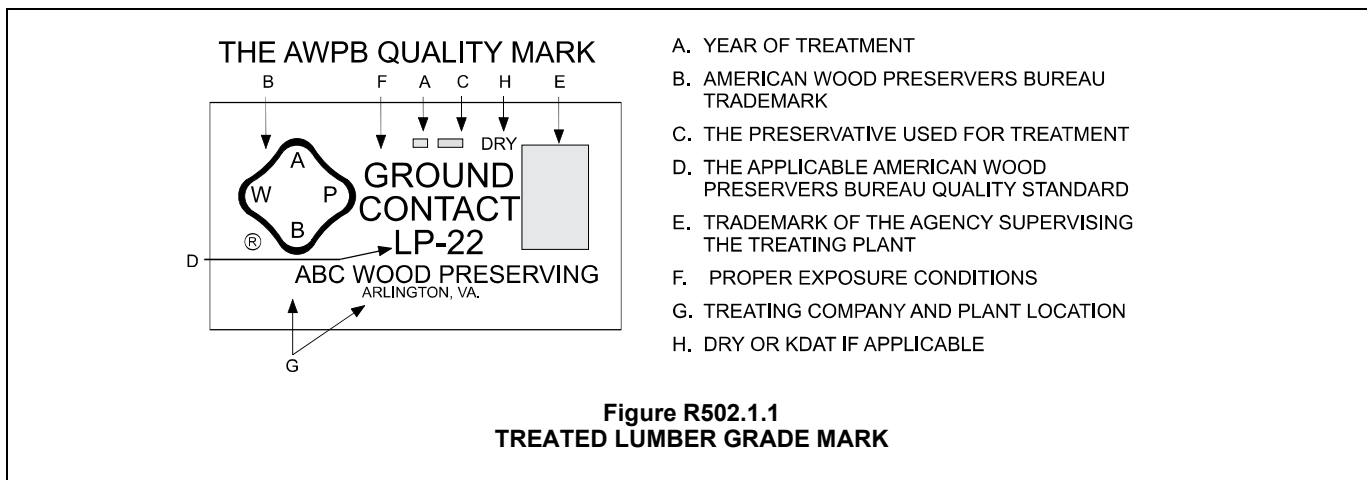 THE AWPB QUALITY MARK
B F A C H E
DRY
A
W P
B
®
GROUND
CONTACT
LP-22
D
ABC WOOD PRESERVING
ARLINGTON, VA.
G
A. YEAR OF TREATMENT
B. AMERICAN WOOD PRESERVERS BUREAU
TRADEMARK
C. THE PRESERVATIVE USED FOR TREATMENT
D. THE APPLICABLE AMERICAN WOOD
PRESERVERS BUREAU QUALITY STANDARD
E. TRADEMARK OF THE AGENCY SUPERVISING
THE TREATING PLANT
F. PROPER EXPOSURE CONDITIONS
G. TREATING COMPANY AND PLANT LOCATION
H. DRY OR KDAT IF APPLICABLE
Figure R502.1.1
TREATED LUMBER GRADE MARK